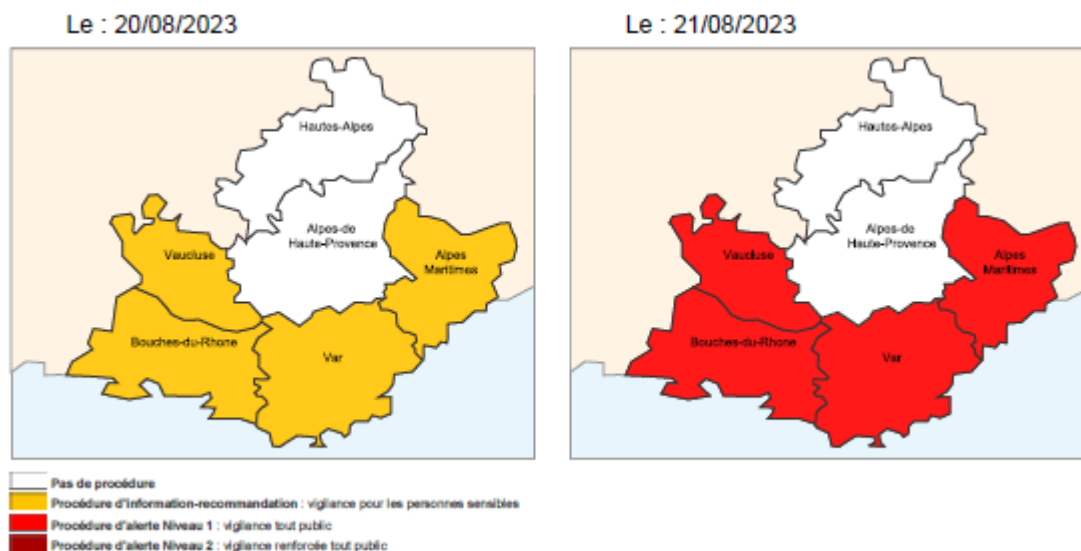 Le : 20/08/2023
Le : 21/08/2023
Hautes-Alpes
Alpes-de
Haute-Provence
Vaucluse
Alpes
Maritimes
Bouches-du-Rhone
Var
Hautes-Alpes
Alpes-de
Haute-Provence
Vaucluse
Alpes
Maritimes
Bouches-du-Rhone
Var
Pas de procédure
Procédure d'information-recommandation : vigilance pour les personnes sensibles
Procédure d'alerte Niveau 1 : vigilance tout public
Procédure d'alerte Niveau 2 : vigilance renforcée tout public